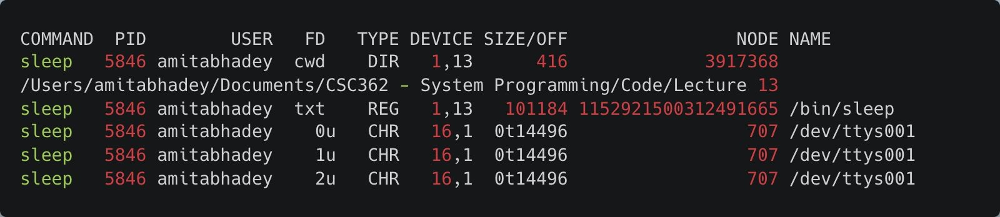 COMMAND PID USER FD TYPE DEVICE SIZE/OFF NODE NAME
sleep 5846 amitabhadey cwd DIR 1,13 416 3917368
/Users/amitabhadey/Documents/CSC362 - System Programming/Code/Lecture 13
sleep 5846 amitabhadey txt REG 1,13 101184 1152921500312491665 /bin/sleep
sleep 5846 amitabhadey 0u CHR 16,1 0t14496 707 /dev/ttys001
sleep 5846 amitabhadey 1u CHR 16,1 0t14496 707 /dev/ttys001
sleep 5846 amitabhadey 2u CHR 16,1 0t14496 707 /dev/ttys001